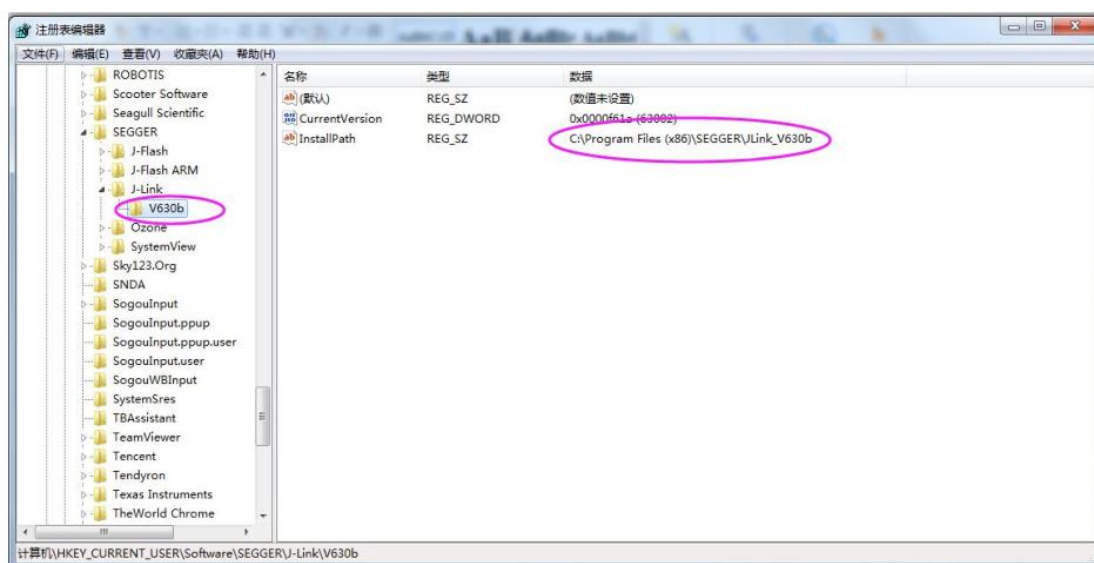 注册表编辑器
文件(F) 编辑(E) 查看(V) 收藏夹(A) 帮助(H)
ROBOTIS
Scooter Software
Seagull Scientific
SEGGER
J-Flash
J-Flash ARM
J-Link
V630b
Ozone
SystemView
Sky123.Org
SNDA
SogouInput
SogouInput.ppup
SogouInput.ppup.user
SogouInput.user
SogouWBInput
SystemSres
TBAssistant
TeamViewer
Tencent
Tendyron
Texas Instruments
TheWorld Chrome
名称 类型 数据
(默认) REG_SZ (数值未设置)
CurrentVersion REG_DWORD 0x0000f61a (63002)
InstallPath REG_SZ C:\Program Files (x86)\SEGGER\JLink_V630b
计算机\HKEY_CURRENT_USER\Software\SEGGER\J-Link\V630b